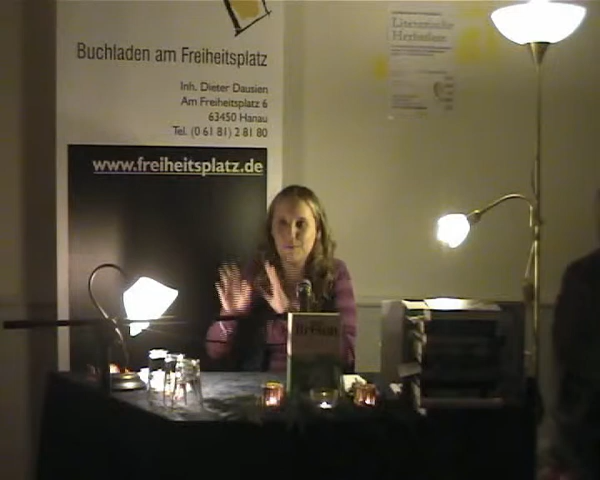 Buchladen am Freiheitsplatz
Inh. Dieter Dausien
Am Freiheitsplatz 6
63450 Hanau
Tel. (0 61 81) 2 81 80
www.freiheitsplatz.de
Literarische
Herbstlese